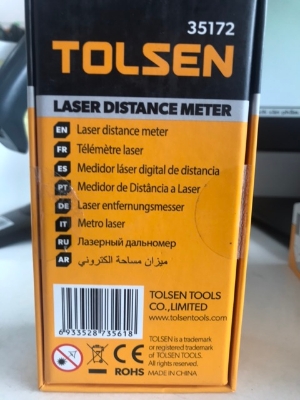 35172
TOLSEN
LASER DISTANCE METER
EN Laser distance meter
FR Télémètre laser
ES Medidor láser digital de distancia
PT Medidor de Distância a Laser
DE Laser entfernungsmesser
IT Metro laser
RU Лазерный дальномер
AR ميزان مساحة الكتروني
TOLSEN TOOLS
CO.,LIMITED
www.tolsentools.com
6 933528 735618
TOLSEN is a trademark
or registered trademark
of TOLSEN TOOLS.
CE ROHS MADE IN CHINA